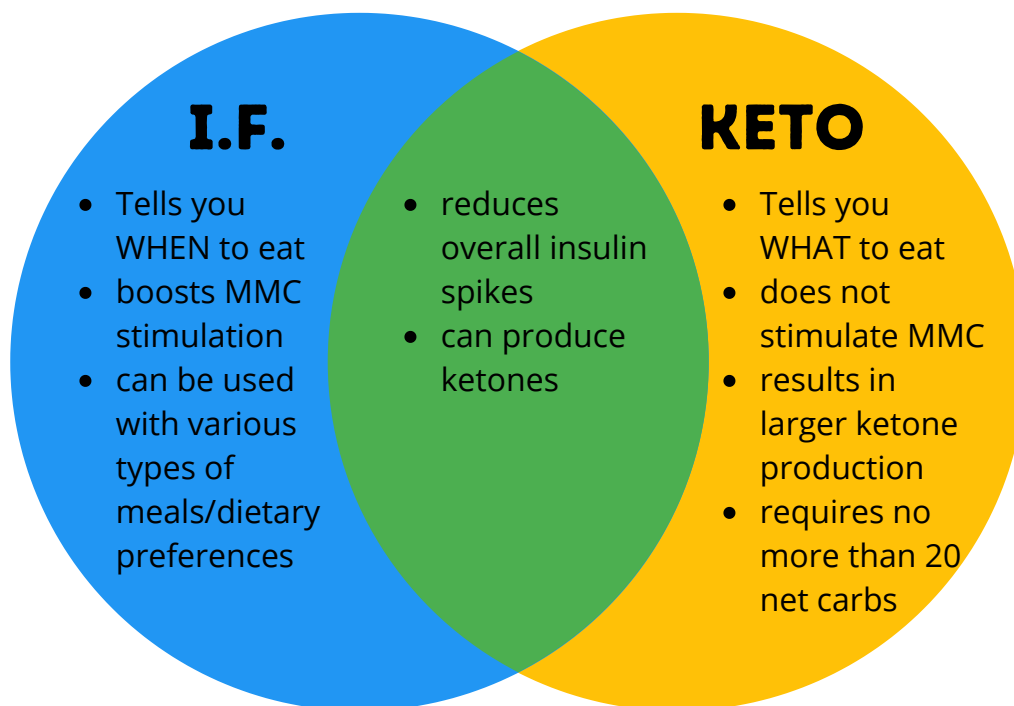 I.F.
• Tells you
WHEN to eat
• boosts MMC
stimulation
• can be used
with various
types of
meals/dietary
preferences
• reduces
overall insulin
spikes
• can produce
ketones
KETO
• Tells you
WHAT to eat
• does not
stimulate MMC
• results in
larger ketone
production
• requires no
more than 20
net carbs